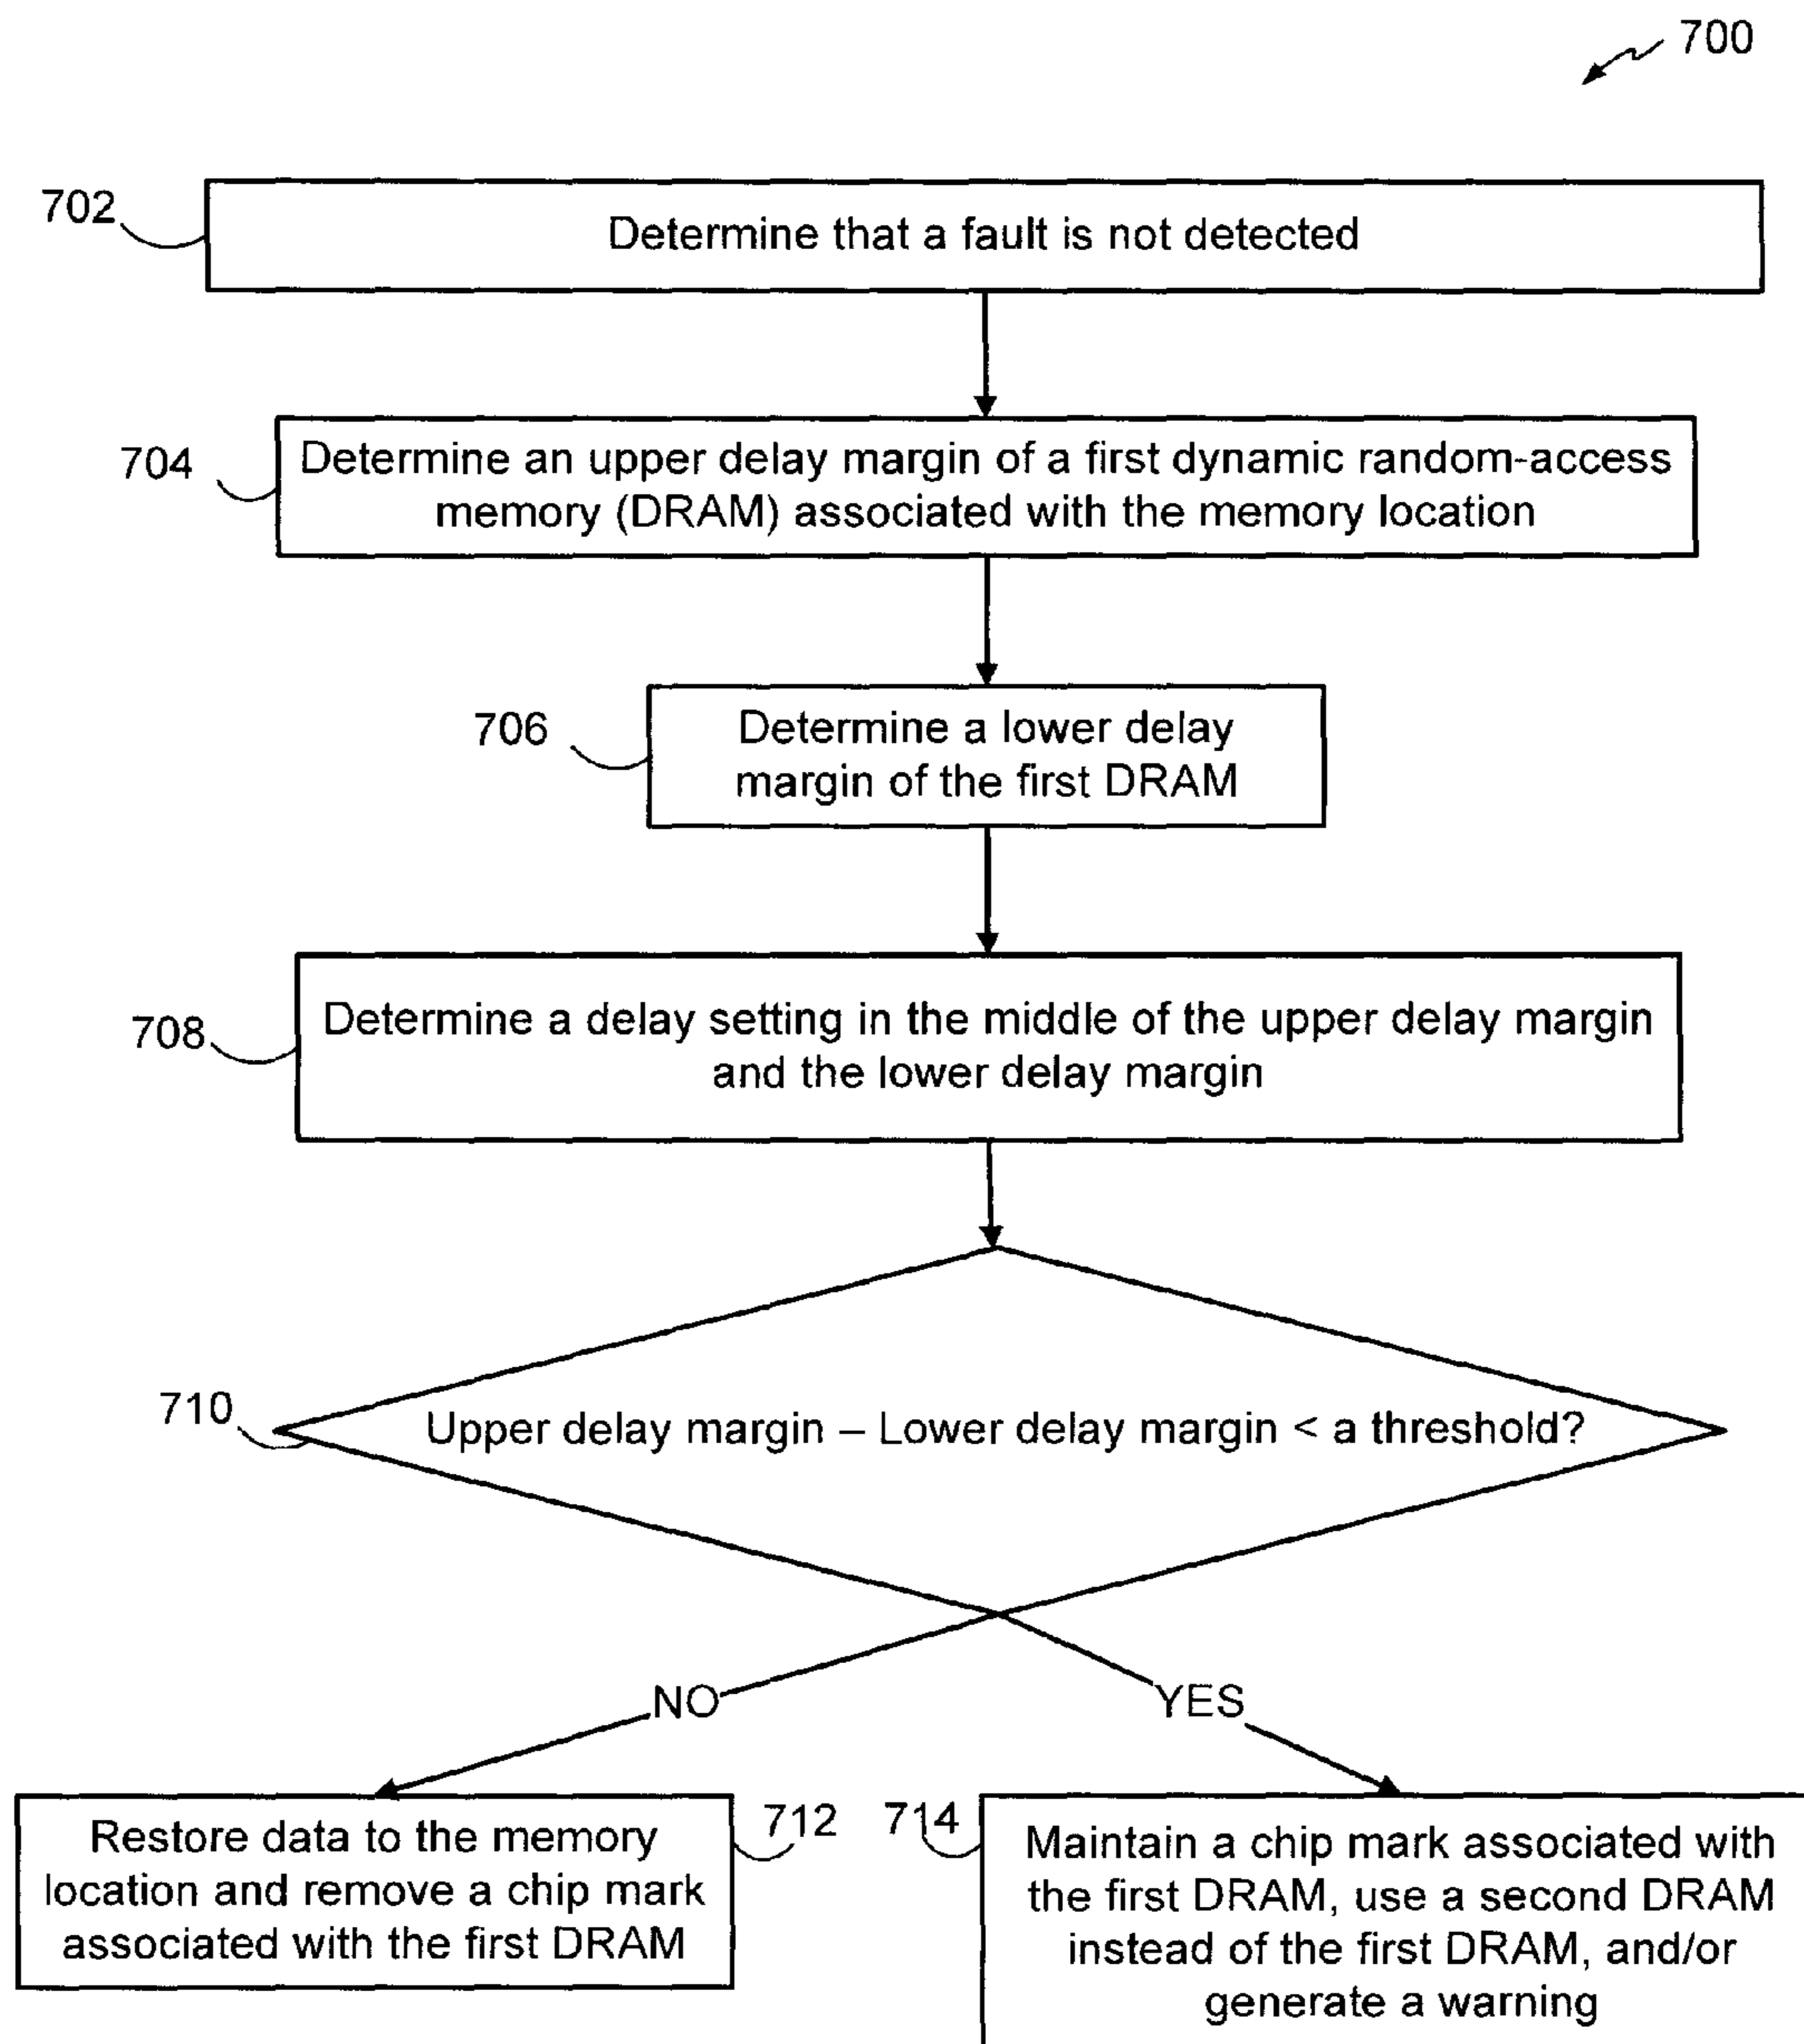 700
702
Determine that a fault is not detected
704
Determine an upper delay margin of a first dynamic random-access
memory (DRAM) associated with the memory location
706
Determine a lower delay
margin of the first DRAM
708
Determine a delay setting in the middle of the upper delay margin
and the lower delay margin
710
Upper delay margin – Lower delay margin < a threshold?
NO
YES
712
Restore data to the memory
location and remove a chip mark
associated with the first DRAM
714
Maintain a chip mark associated with
the first DRAM, use a second DRAM
instead of the first DRAM, and/or
generate a warning